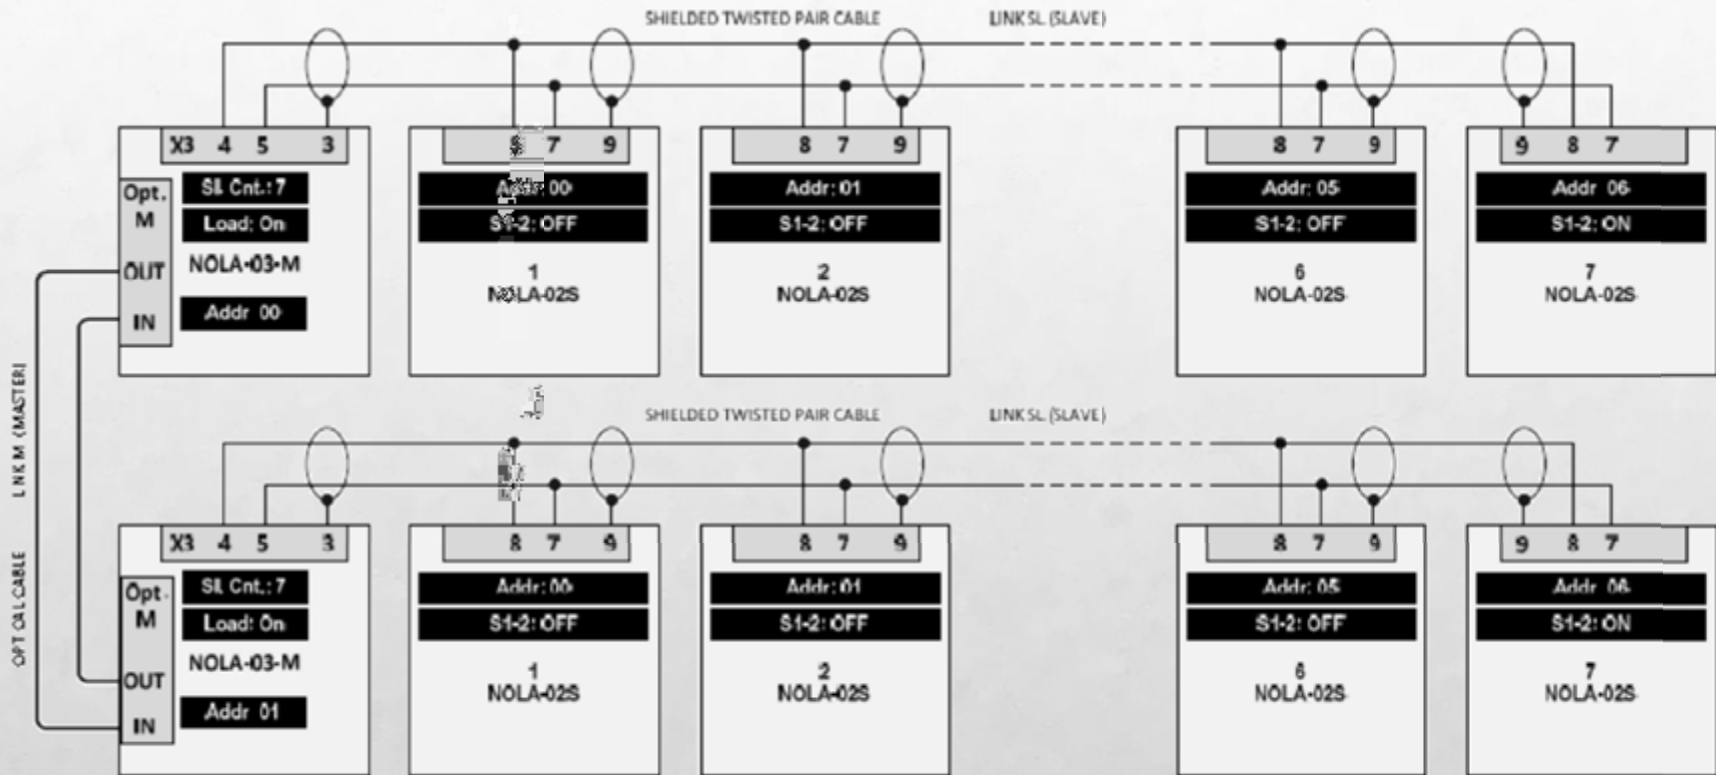 SHIELDED TWISTED PAIR CABLE LINK SL (SLAVE)
X3 4 5 3
7 9
8 7 9
8 7 9
9 8 7
Opt.
M
OUT
IN
SL Cnt.: 7
Load: On
NOLA-03-M
Addr 00
Addr: 00
S1-2: OFF
1
NOLA-02S
Addr: 01
S1-2: OFF
2
NOLA-02S
Addr: 05
S1-2: OFF
6
NOLA-02S
Addr 06
S1-2: ON
7
NOLA-02S
OPTICAL CABLE LINK M (MASTER)
SHIELDED TWISTED PAIR CABLE LINK SL (SLAVE)
X3 4 5 3
8 7 9
8 7 9
8 7 9
9 8 7
Opt.
M
OUT
IN
SL Cnt.: 7
Load: On
NOLA-03-M
Addr 01
Addr: 00
S1-2: OFF
1
NOLA-02S
Addr: 01
S1-2: OFF
2
NOLA-02S
Addr: 05
S1-2: OFF
6
NOLA-02S
Addr 06
S1-2: ON
7
NOLA-02S